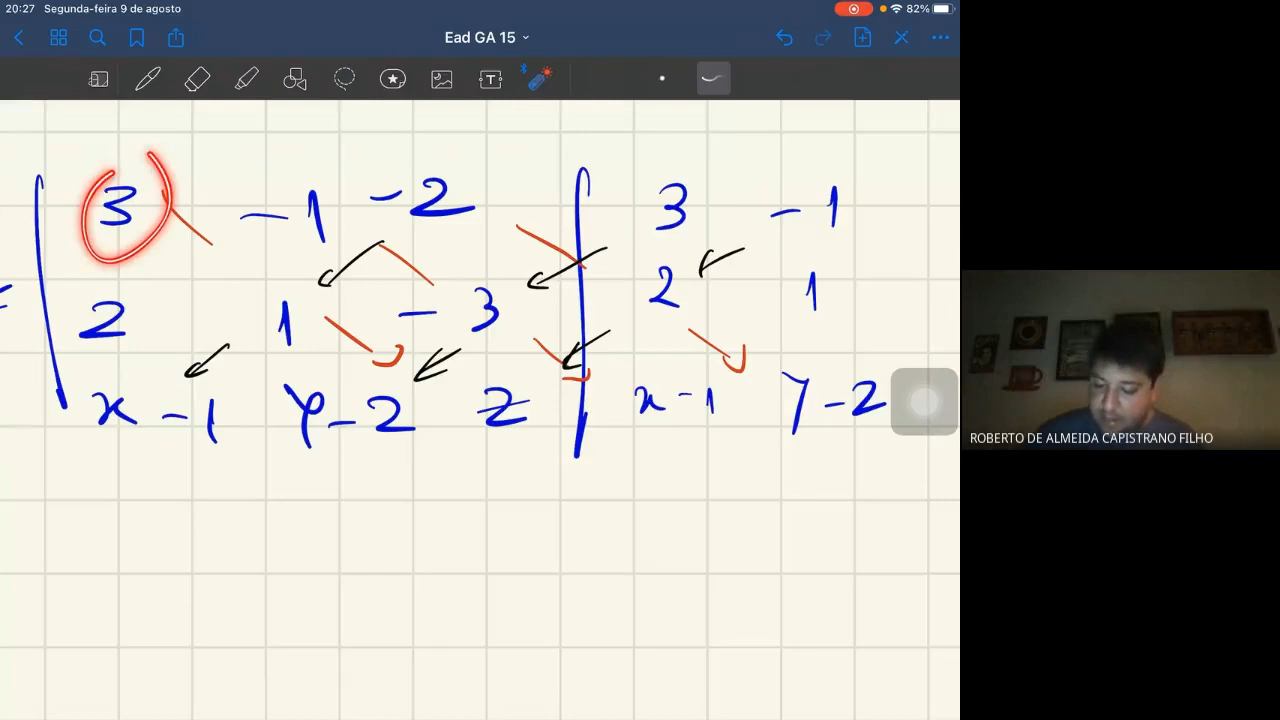 20:27 Segunda-feira 9 de agosto 82%
Ead GA 15
3 -1 -2 | 3 -1
= | 2 1 -3 | 2 1
x-1 y-2 z | x-1 y-2
ROBERTO DE ALMEIDA CAPISTRANO FILHO